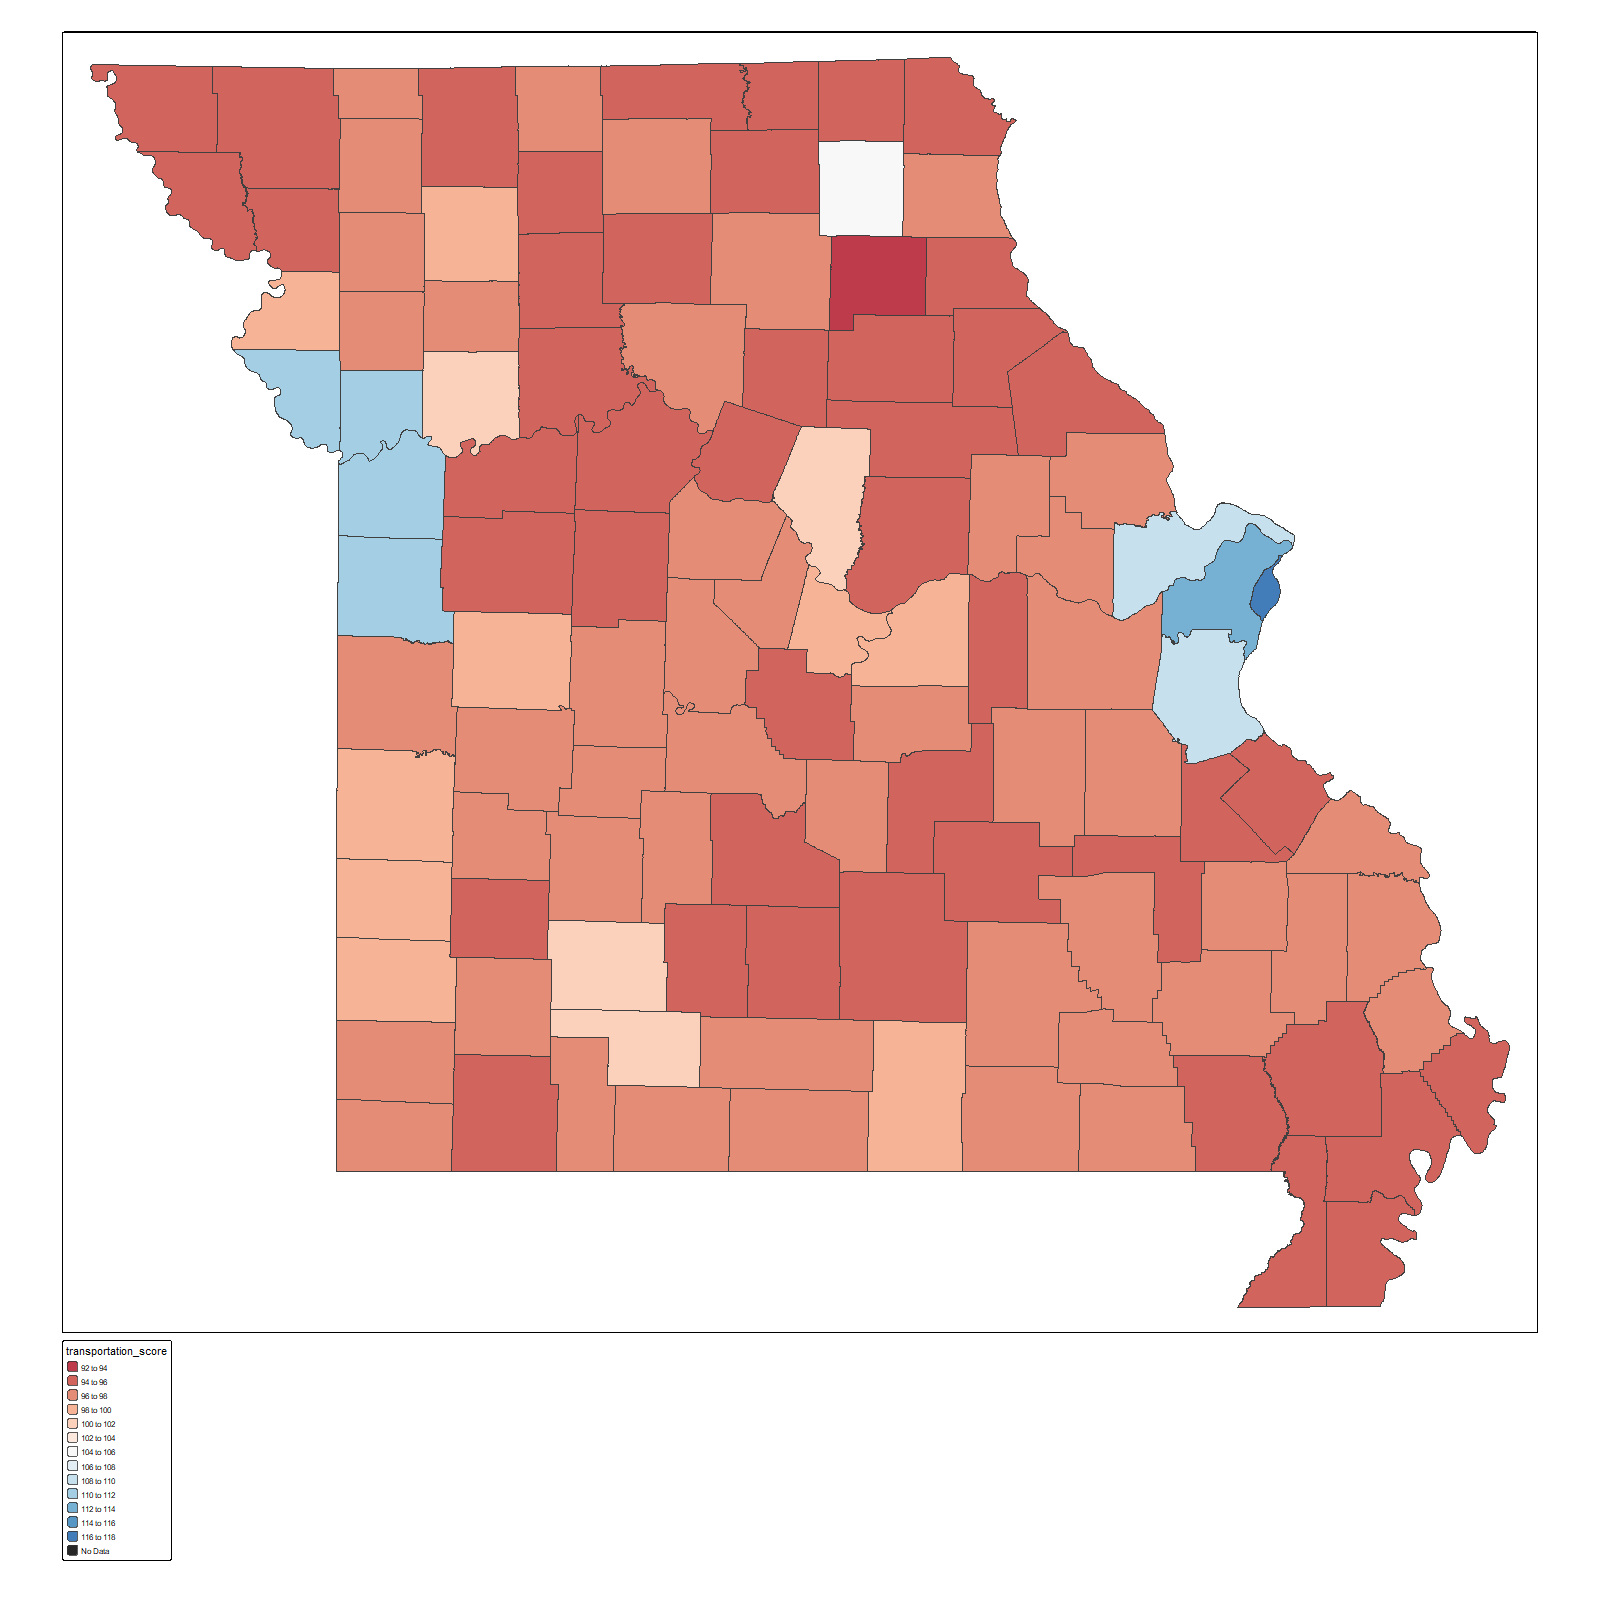 transportation_score
92 to 94
94 to 96
96 to 98
98 to 100
100 to 102
102 to 104
104 to 106
106 to 108
108 to 110
110 to 112
112 to 114
114 to 116
116 to 118
No Data